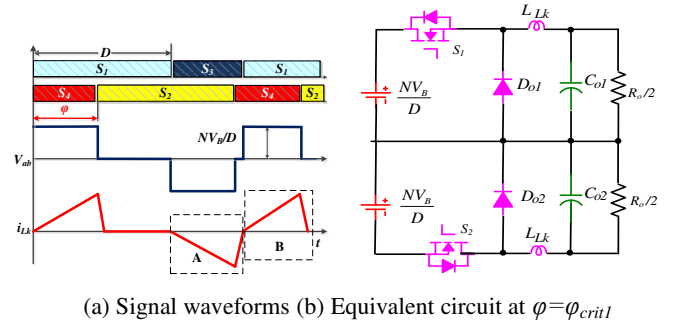 D
S1 S3 S1
S4 S2 S4 S2
φ
NVB/D
Vab
iLk
A
B
t
S1
LLk
NVB
D
Do1
Co1
Ro/2
NVB
D
Do2
Co2
Ro/2
S2
LLk
(a) Signal waveforms (b) Equivalent circuit at φ=φcrit1